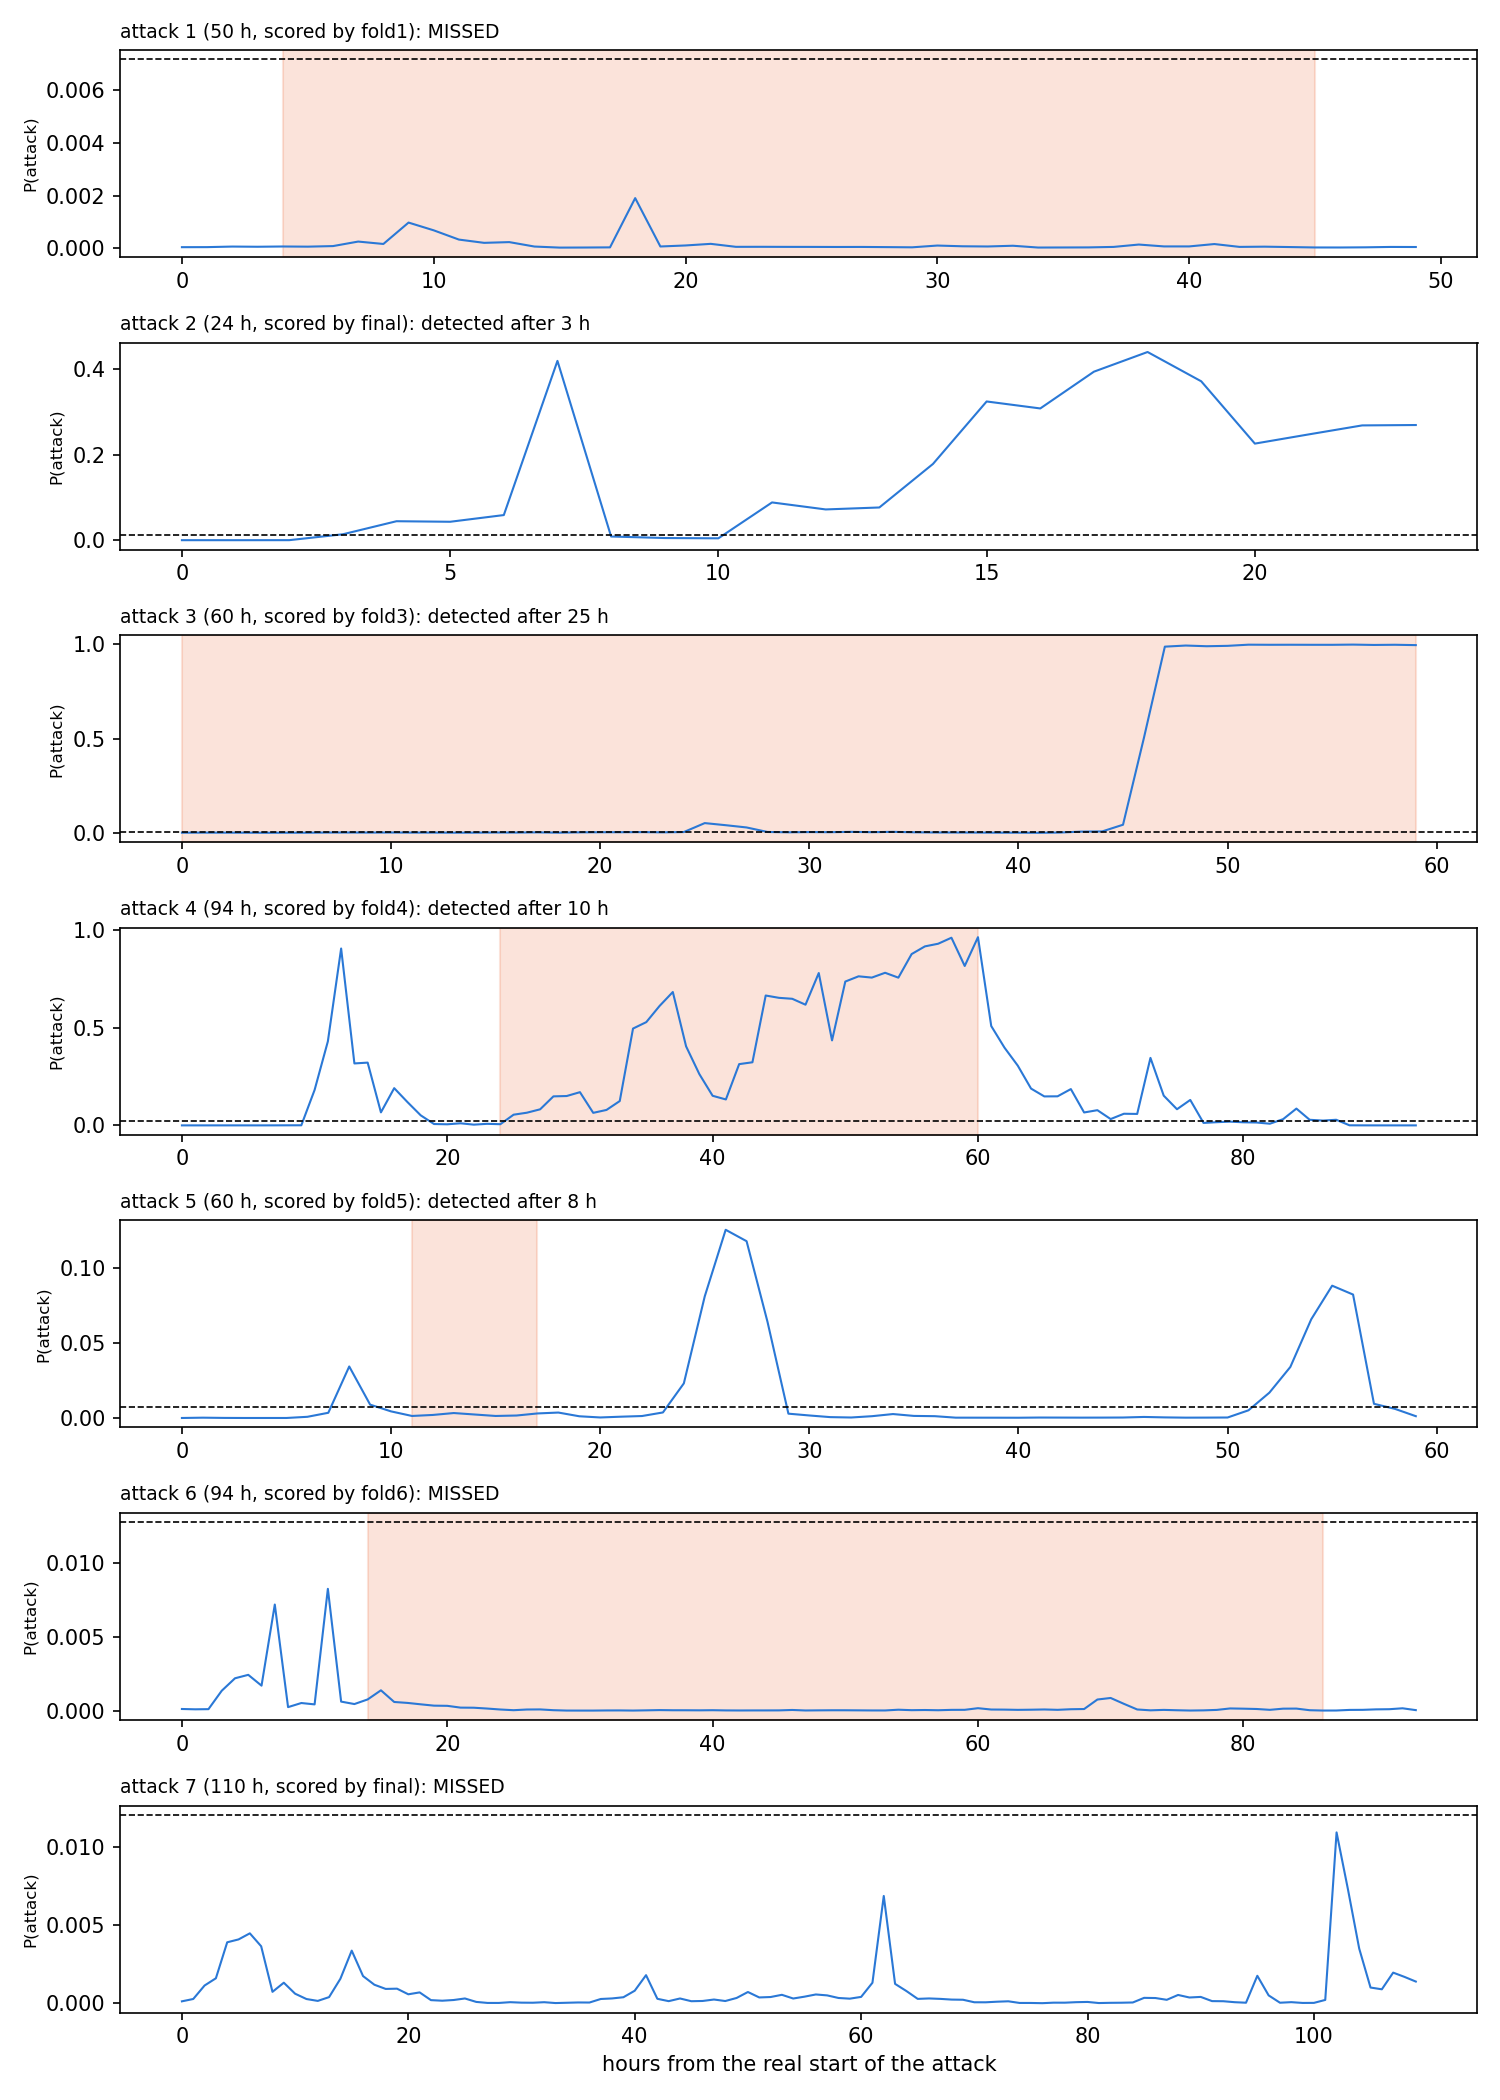 attack 1 (50 h, scored by fold1): MISSED
P(attack)
0.006
0.004
0.002
0.000
0 10 20 30 40 50
attack 2 (24 h, scored by final): detected after 3 h
P(attack)
0.4
0.2
0.0
0 5 10 15 20
attack 3 (60 h, scored by fold3): detected after 25 h
P(attack)
1.0
0.5
0.0
0 10 20 30 40 50 60
attack 4 (94 h, scored by fold4): detected after 10 h
P(attack)
1.0
0.5
0.0
0 20 40 60 80
attack 5 (60 h, scored by fold5): detected after 8 h
P(attack)
0.10
0.05
0.00
0 10 20 30 40 50 60
attack 6 (94 h, scored by fold6): MISSED
P(attack)
0.010
0.005
0.000
0 20 40 60 80
attack 7 (110 h, scored by final): MISSED
P(attack)
0.010
0.005
0.000
0 20 40 60 80 100
hours from the real start of the attack